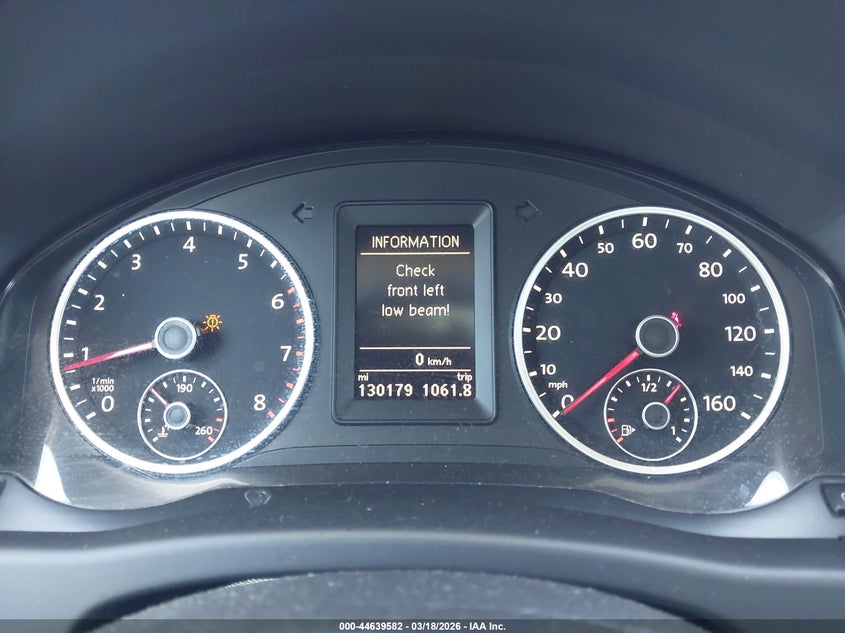 0
1
2
3
4
5
6
7
8
1/min
x1000
190
260
INFORMATION
Check
front left
low beam!
0 km/h
mi trip
130179 1061.8
0
10
20
30
40
50
60
70
80
100
120
140
160
mph
1/2
1
000-44639582 / 03/18/2026 - IAA Inc.